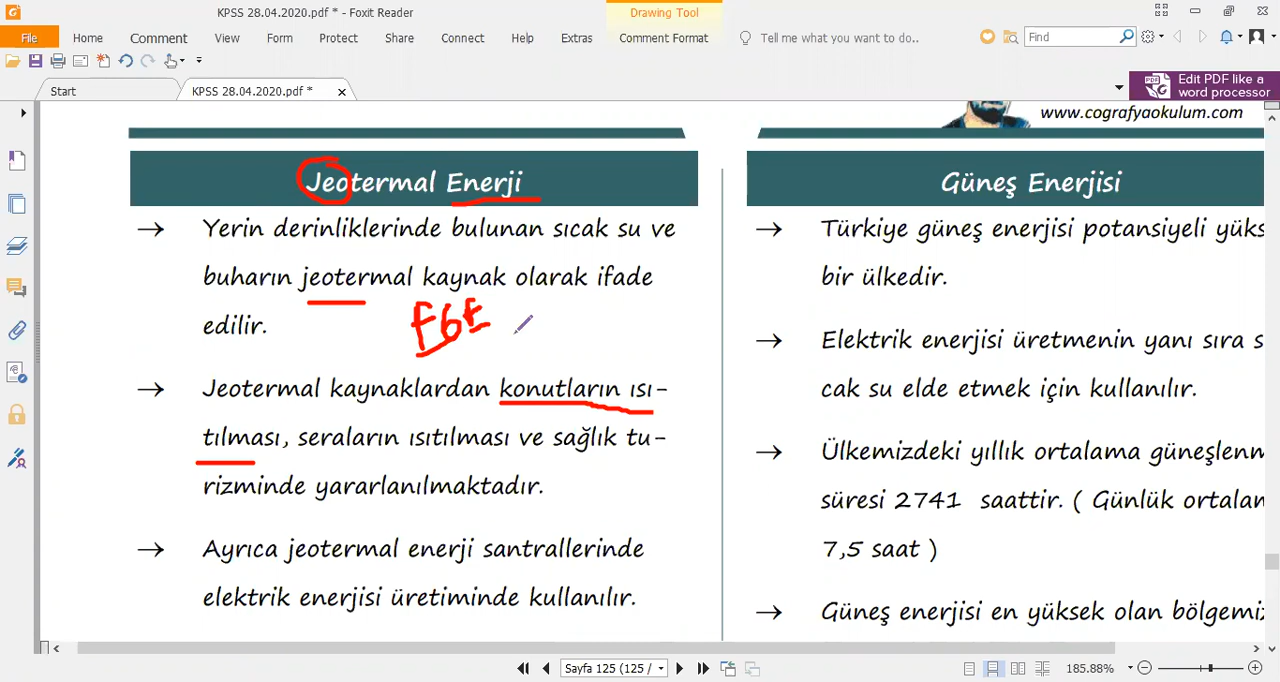 KPSS 28.04.2020.pdf * - Foxit Reader
Drawing Tool
File
Home
Comment
View
Form
Protect
Share
Connect
Help
Extras
Comment Format
Tell me what you want to do..
Find
Start
KPSS 28.04.2020.pdf *
Edit PDF like a
word processor
www.cografyaokulum.com
Jeotermal Enerji
→ Yerin derinliklerinde bulunan sıcak su ve
buharın jeotermal kaynak olarak ifade
edilir.
→ Jeotermal kaynaklardan konutların ısı-
tılması, seraların ısıtılması ve sağlık tu-
rizminde yararlanılmaktadır.
→ Ayrıca jeotermal enerji santrallerinde
elektrik enerjisi üretiminde kullanılır.
Güneş Enerjisi
→ Türkiye güneş enerjisi potansiyeli yüks
bir ülkedir.
→ Elektrik enerjisi üretmenin yanı sıra s
cak su elde etmek için kullanılır.
→ Ülkemizdeki yıllık ortalama güneşlenm
süresi 2741 saattir. ( Günlük ortalan
7,5 saat )
→ Güneş enerjisi en yüksek olan bölgemiz
Sayfa 125 (125 /
185.88%